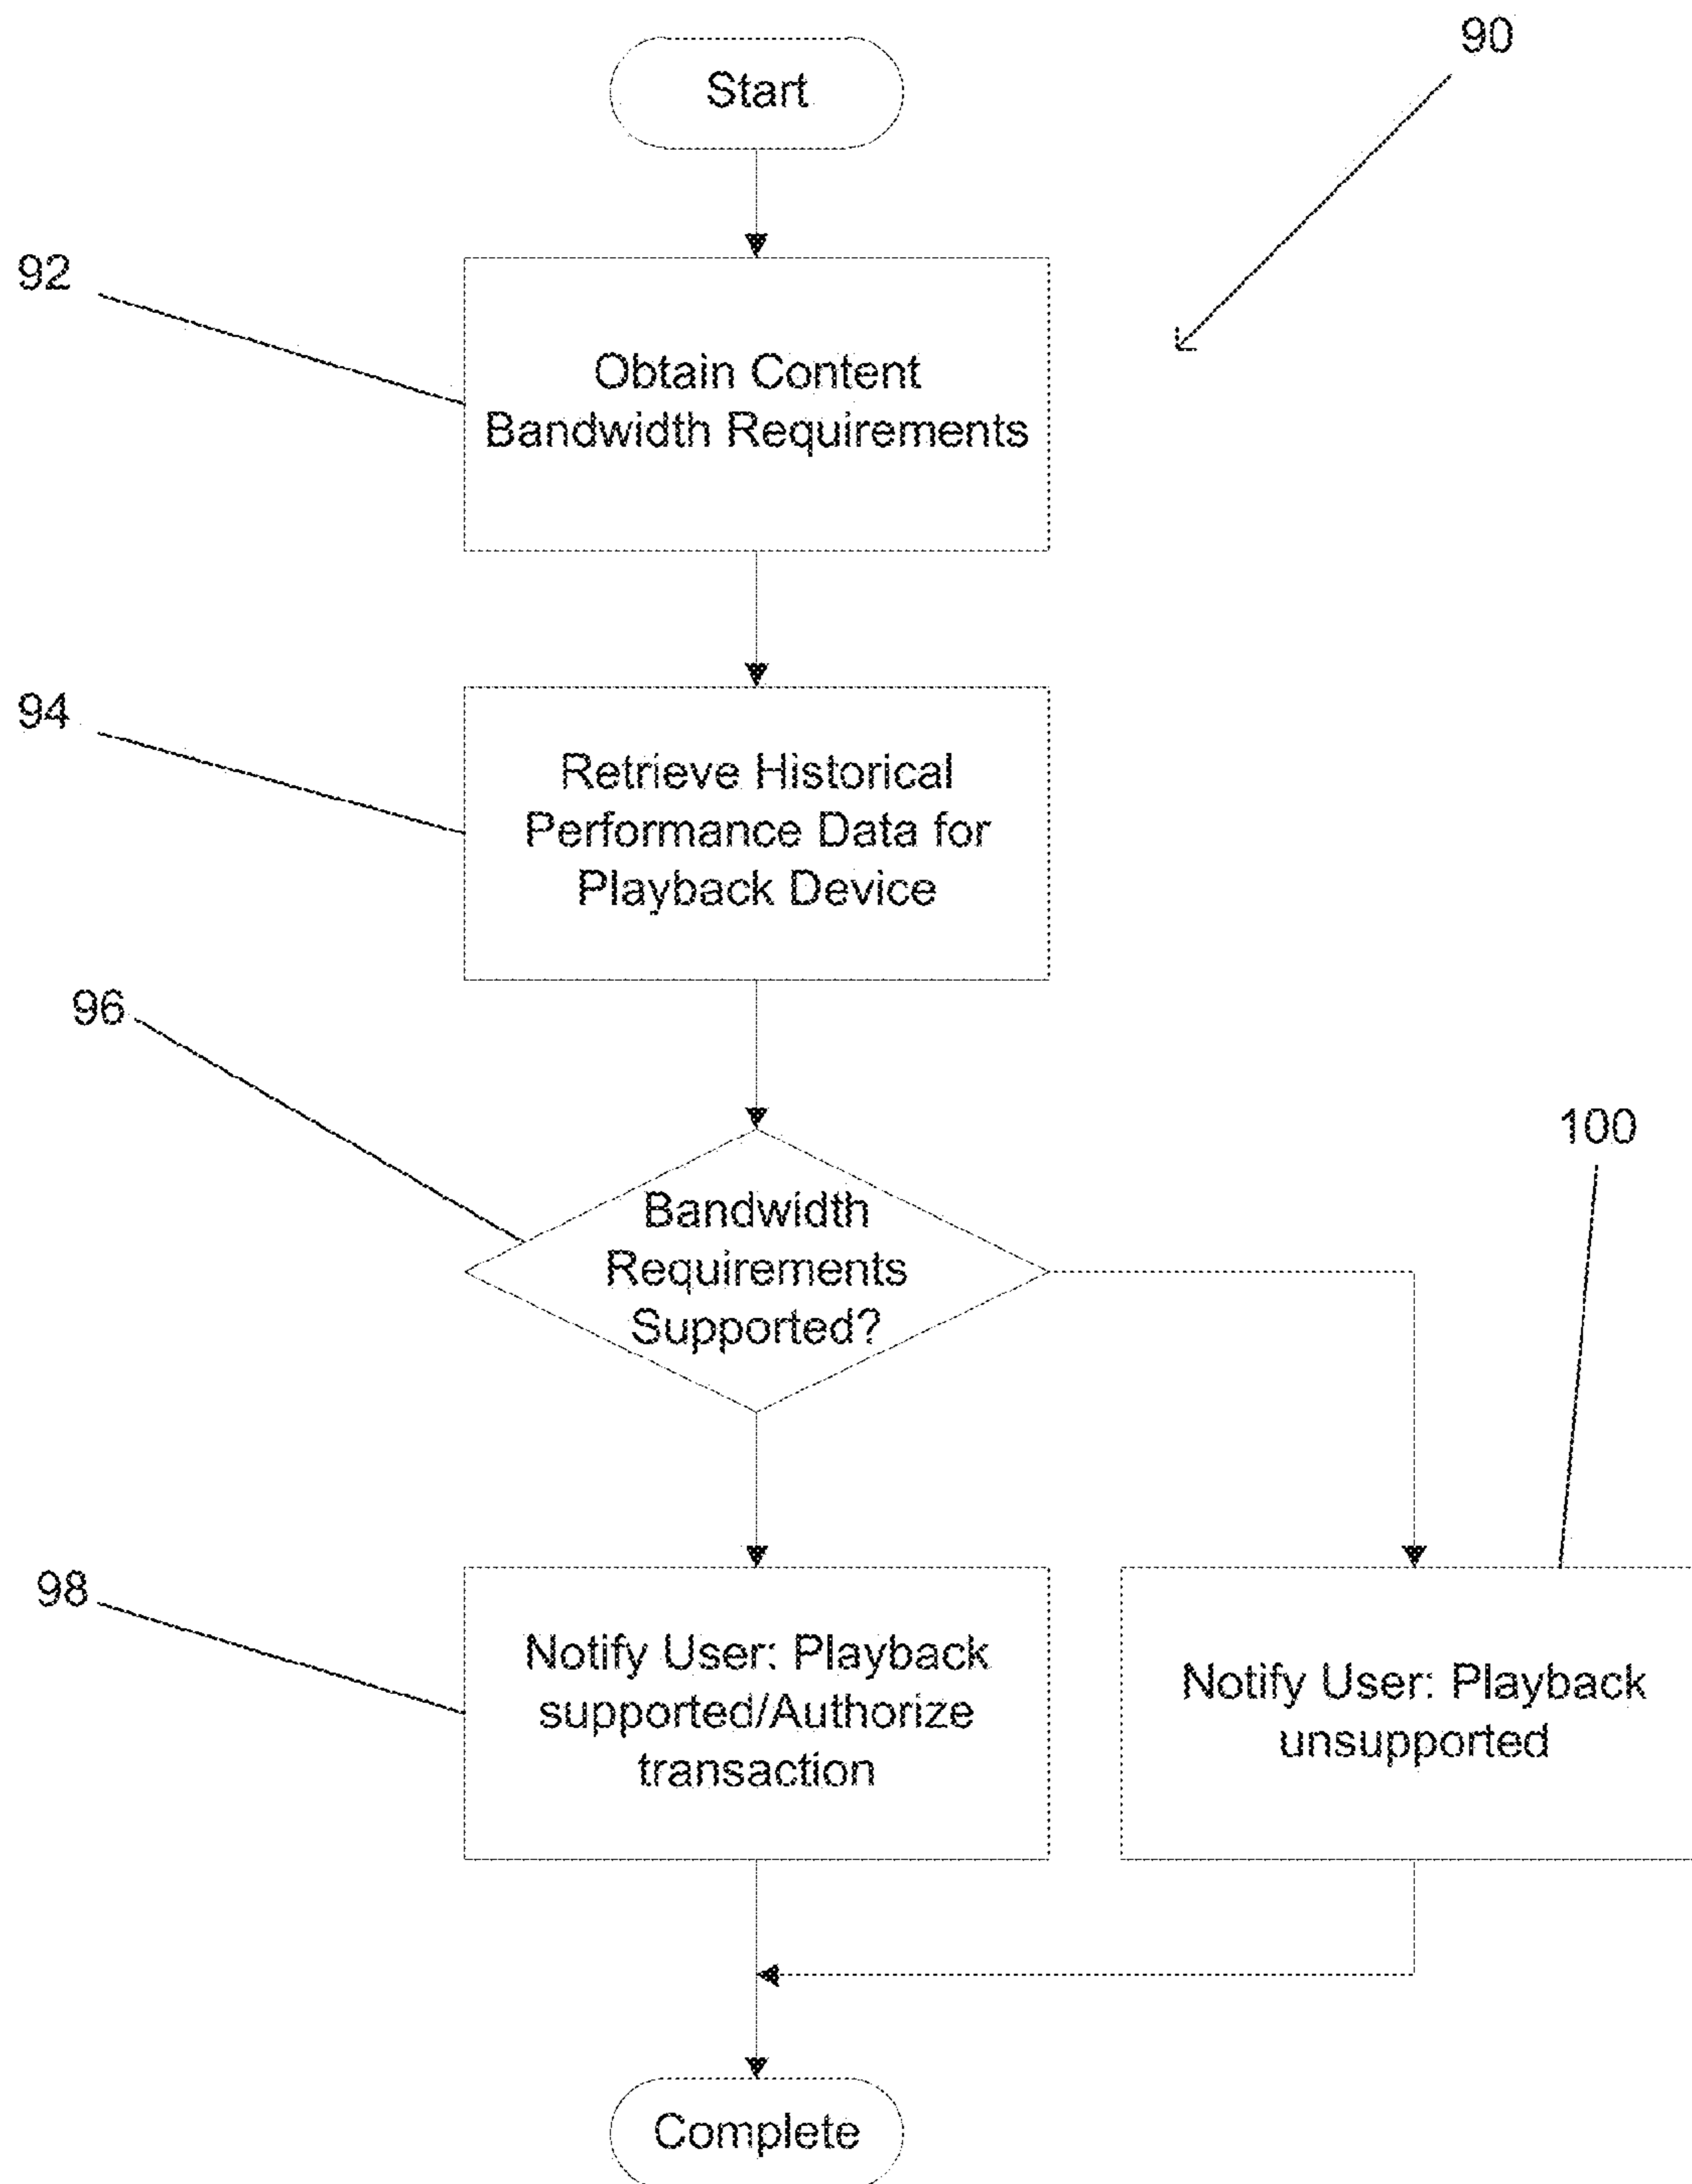 Start
90
92
Obtain Content
Bandwidth Requirements
94
Retrieve Historical
Performance Data for
Playback Device
96
Bandwidth
Requirements
Supported?
100
98
Notify User: Playback
supported/Authorize
transaction
Notify User: Playback
unsupported
Complete